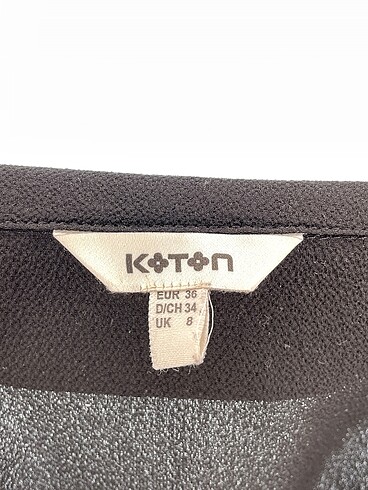 KOTON
EUR 36
D/CH 34
UK 8